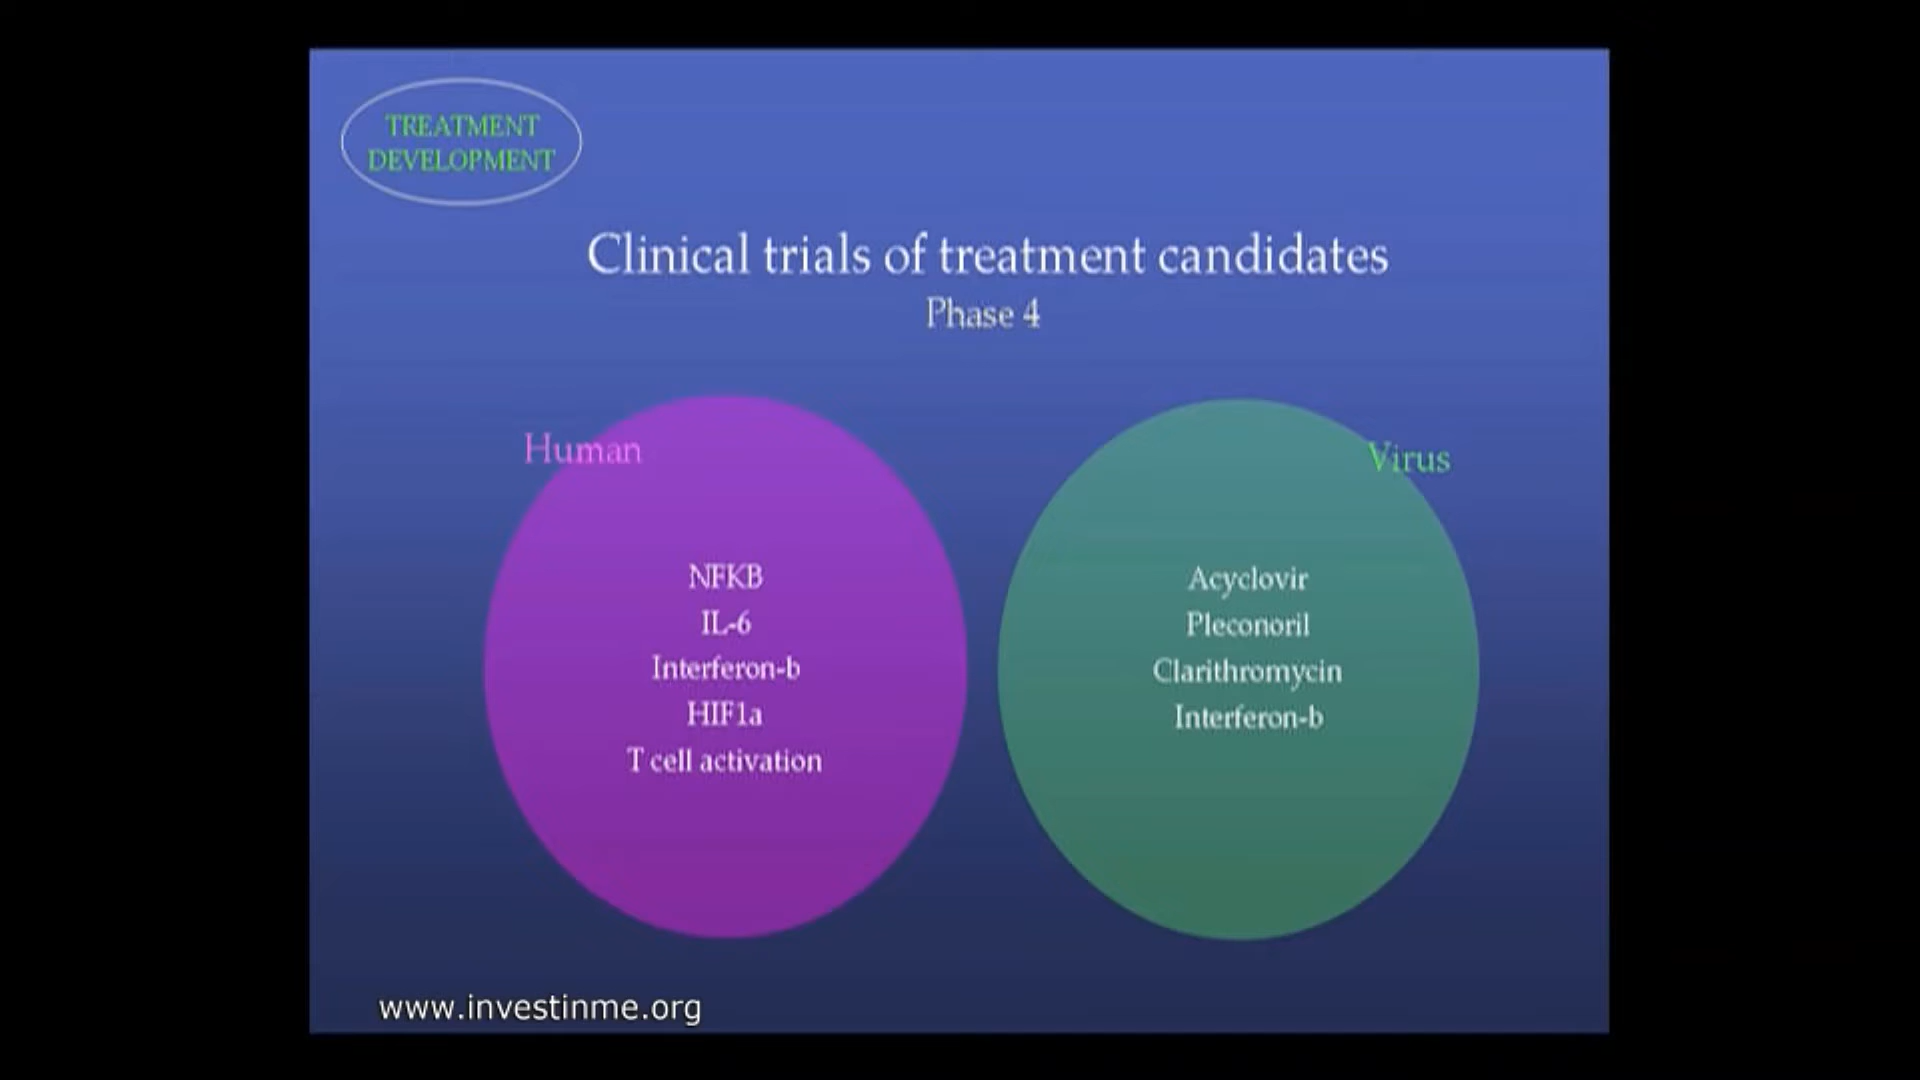 TREATMENT
DEVELOPMENT
Clinical trials of treatment candidates
Phase 4
Human
NFKB
IL-6
Interferon-b
HIF1a
T cell activation
Virus
Acyclovir
Pleconoril
Clarithromycin
Interferon-b
www.investinme.org